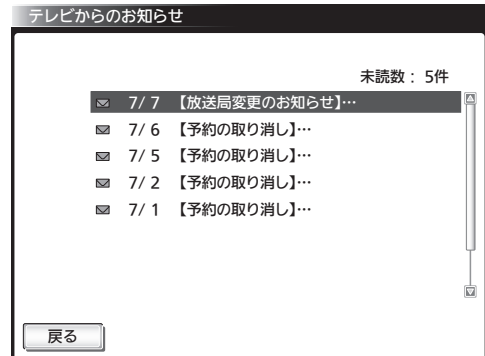 テレビからのお知らせ
未読数： 5件
7/ 7 【放送局変更のお知らせ】…
7/ 6 【予約の取り消し】…
7/ 5 【予約の取り消し】…
7/ 2 【予約の取り消し】…
7/ 1 【予約の取り消し】…
戻る